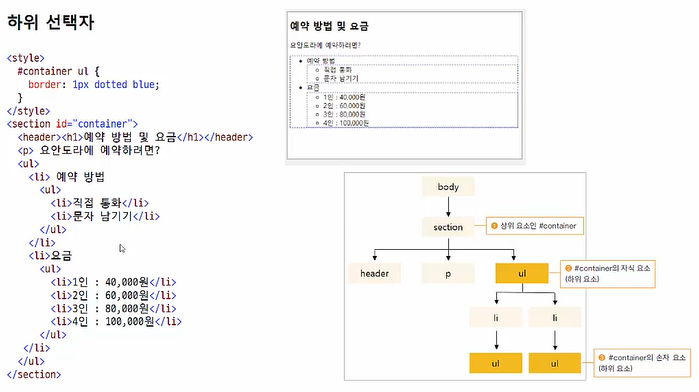 하위 선택자
<style>
#container ul {
border: 1px dotted blue;
}
</style>
<section id="container">
<header><h1>예약 방법 및 요금</h1></header>
<p> 요안도라에 예약하려면?
<ul>
<li> 예약 방법
<ul>
<li>직접 통화</li>
<li>문자 남기기</li>
</ul>
</li>
<li>요금
<ul>
<li>1인 : 40,000원</li>
<li>2인 : 60,000원</li>
<li>3인 : 80,000원</li>
<li>4인 : 100,000원</li>
</ul>
</li>
</ul>
</section>
예약 방법 및 요금
요안도라에 예약하려면?
예약 방법
직접 통화
문자 남기기
요금
1인 : 40,000원
2인 : 60,000원
3인 : 80,000원
4인 : 100,000원
body
section
1 상위 요소인 #container
header
p
ul
2 #container의 자식 요소
(하위 요소)
li
li
ul
ul
3 #container의 손자 요소
(하위 요소)